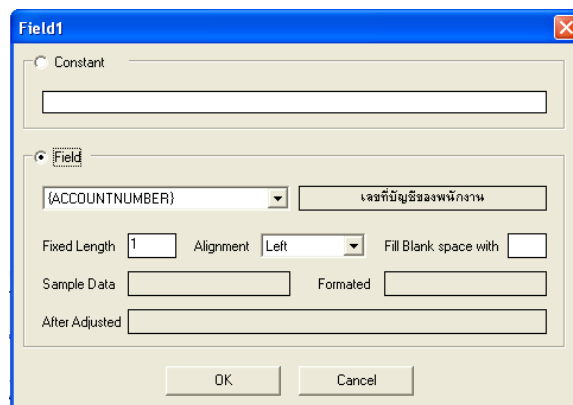 Field1
Constant
Field
{ACCOUNTNUMBER} เลขที่บัญชีของพนักงาน
Fixed Length 1 Alignment Left Fill Blank space with
Sample Data Formated
After Adjusted
OK Cancel